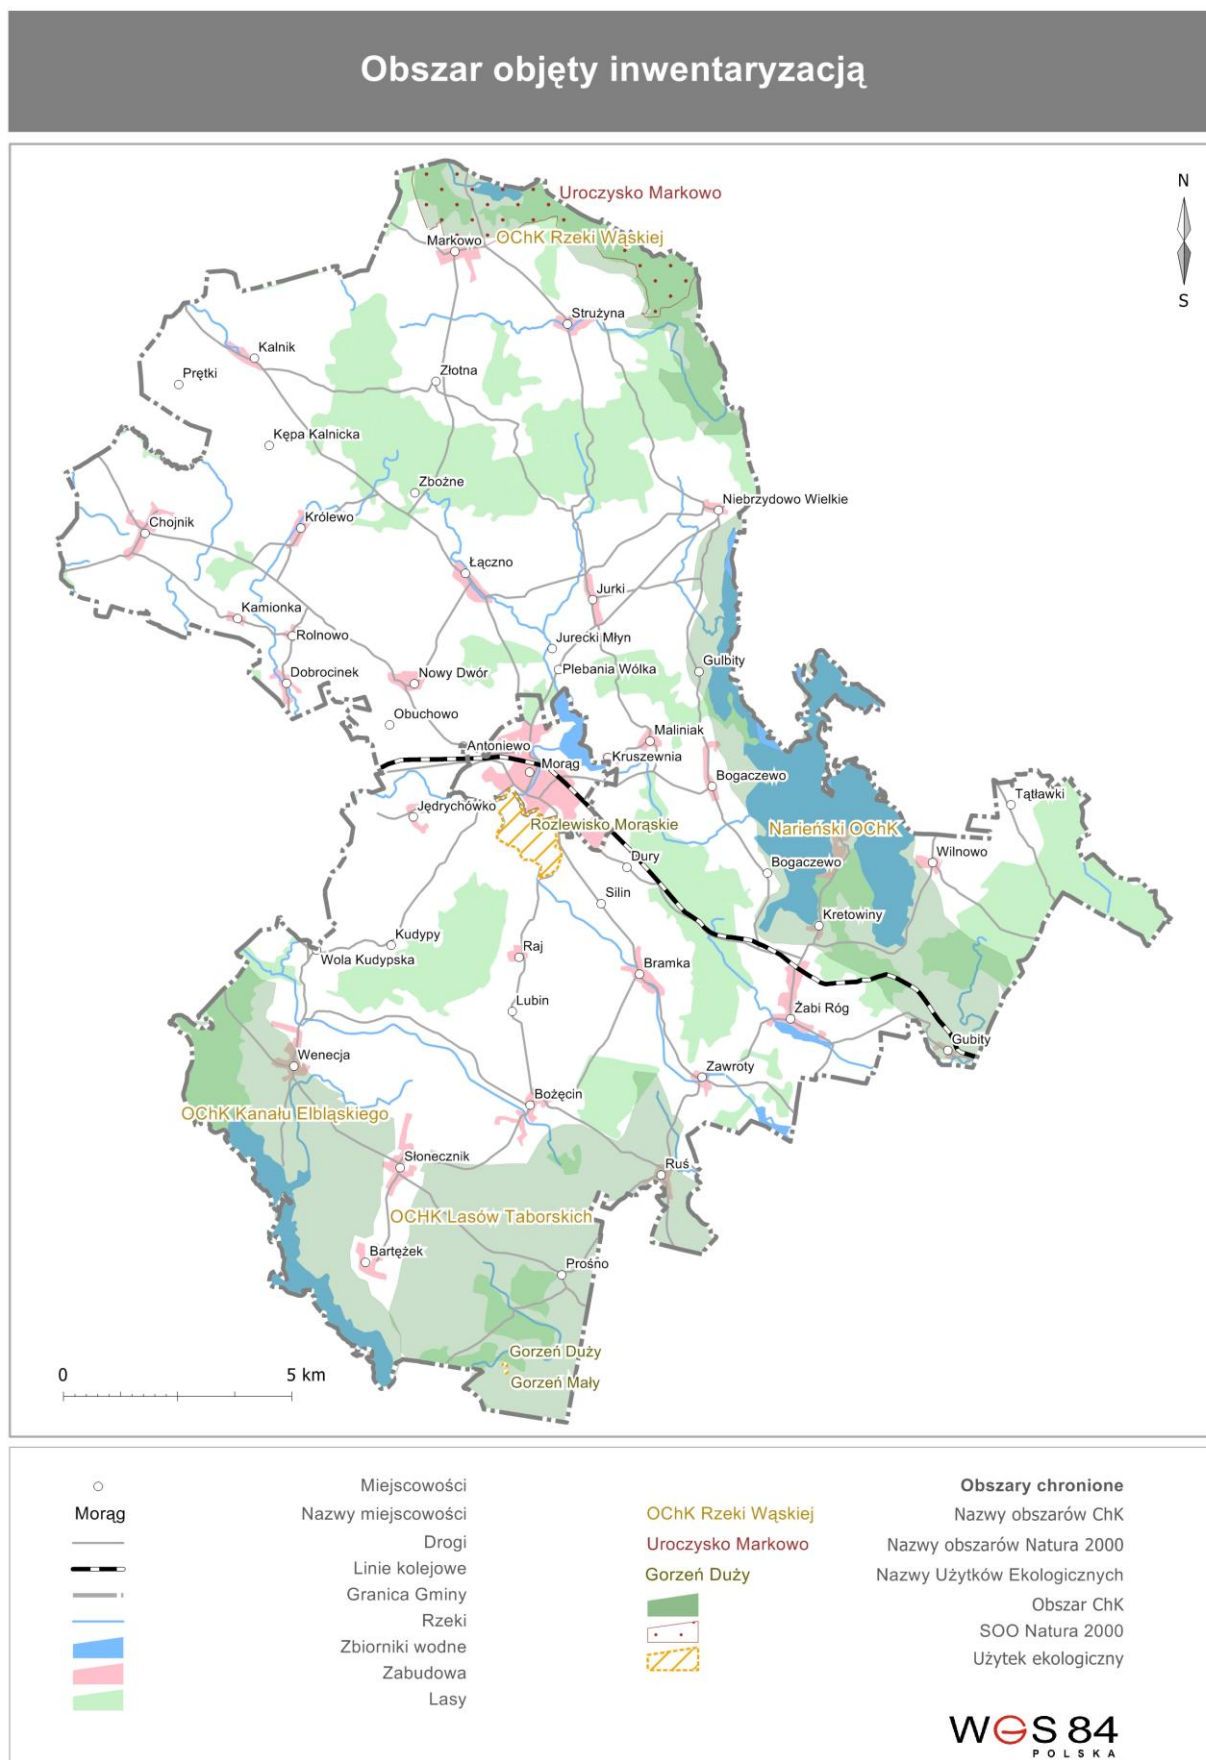 Obszar objęty inwentaryzacją
N
S
Uroczysko Markowo
OChK Rzeki Wąskiej
Markowo
Strużyna
Kalnik
Prętki
Złotna
Kępa Kalnicka
Zbożne
Niebrzydowo Wielkie
Chojnik
Królewo
Łączno
Jurki
Kamionka
Rolnowo
Jurecki Młyn
Plebania Wólka
Gulbity
Dobrocinek
Nowy Dwór
Obuchowo
Maliniak
Antoniewo
Kruszewnia
Morąg
Bogaczewo
Tątławki
Jędrychówko
Rozlewisko Morąskie
Narieński OChK
Dury
Bogaczewo
Wilnowo
Silin
Kretowiny
Kudypy
Wola Kudypska
Raj
Bramka
Lubin
Żabi Róg
Gubity
Wenecja
Zawroty
Bożęcin
OChK Kanału Elbląskiego
Słonecznik
Ruś
OCHK Lasów Taborskich
Bartężek
Prośno
Gorzeń Duży
Gorzeń Mały
0
5 km
Miejscowości
Morąg
Nazwy miejscowości
Drogi
Linie kolejowe
Granica Gminy
Rzeki
Zbiorniki wodne
Zabudowa
Lasy
Obszary chronione
OChK Rzeki Wąskiej
Nazwy obszarów ChK
Uroczysko Markowo
Nazwy obszarów Natura 2000
Gorzeń Duży
Nazwy Użytków Ekologicznych
Obszar ChK
SOO Natura 2000
Użytek ekologiczny
WGS 84
POLSKA